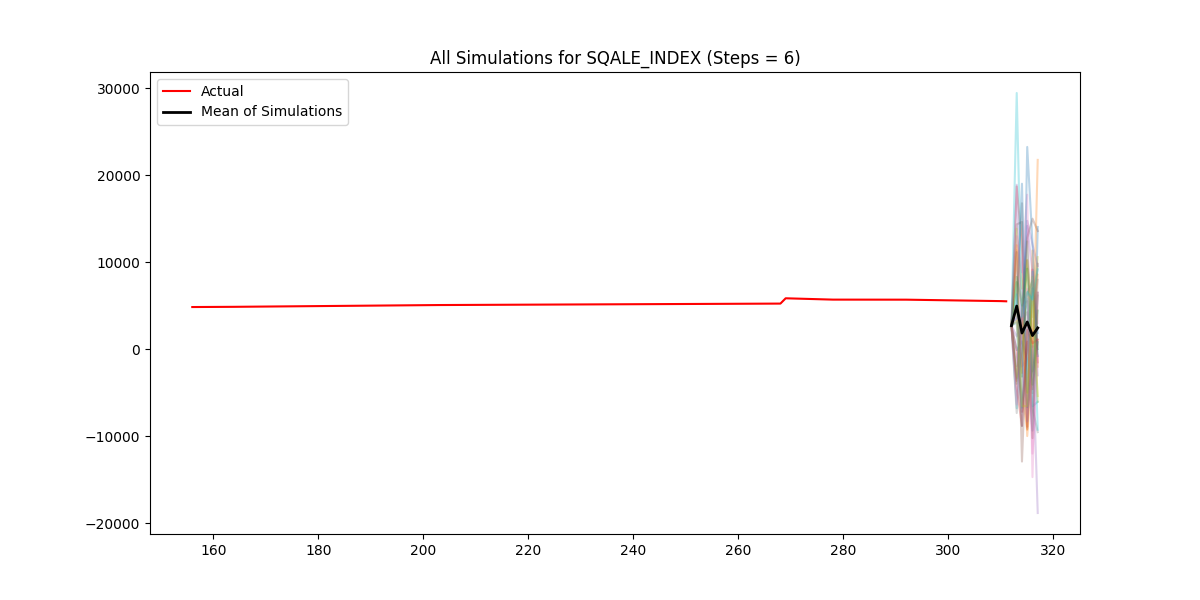 All Simulations for SQALE_INDEX (Steps = 6)
Actual
Mean of Simulations
30000
20000
10000
0
−10000
−20000
160 180 200 220 240 260 280 300 320